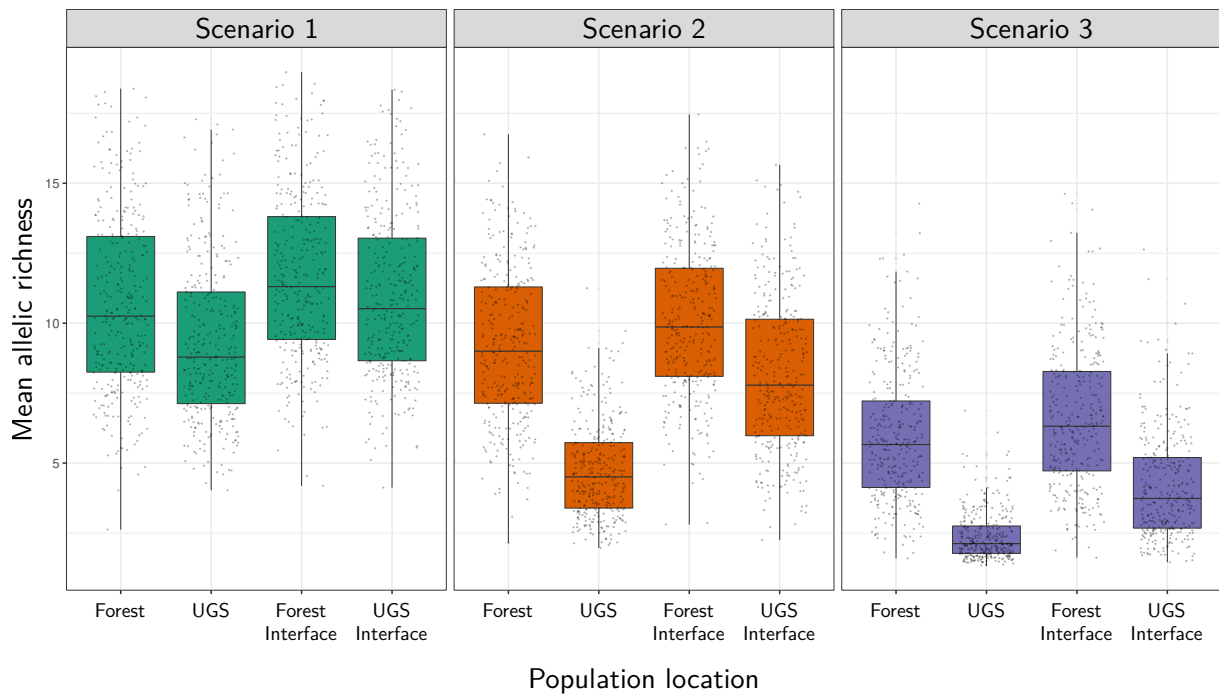 Scenario 1
Scenario 2
Scenario 3
Mean allelic richness
15
10
5
Forest
UGS
Forest
Interface
UGS
Interface
Forest
UGS
Forest
Interface
UGS
Interface
Forest
UGS
Forest
Interface
UGS
Interface
Population location